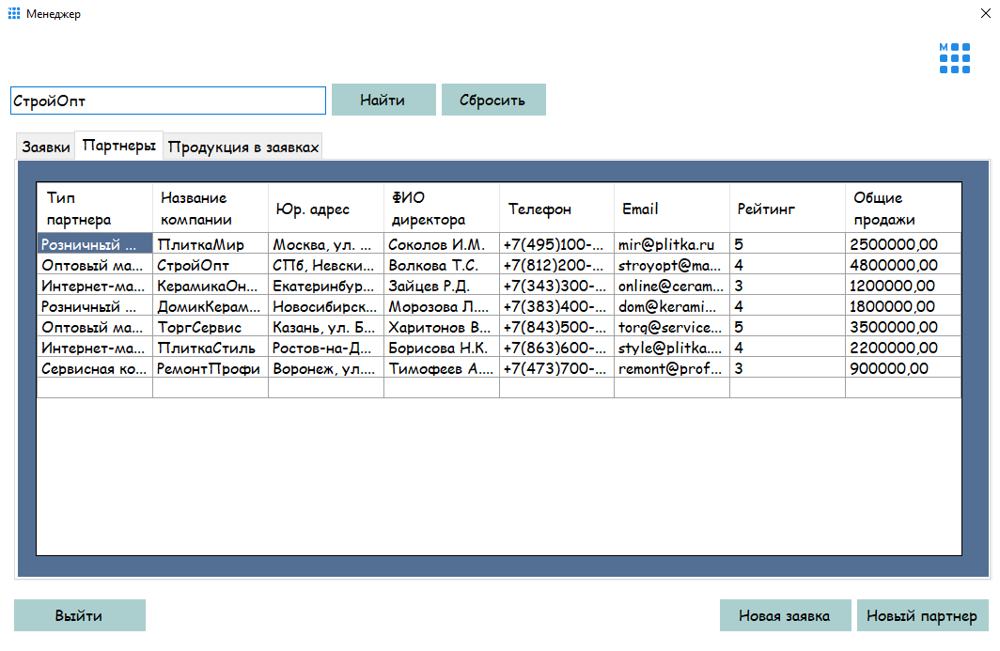 Менеджер
М
СтройОпт Найти Сбросить
Заявки Партнеры Продукция в заявках
Тип партнера Название компании Юр. адрес ФИО директора Телефон Email Рейтинг Общие продажи
Розничный ... ПлиткаМир Москва, ул. ... Соколов И.М. +7(495)100-... mir@plitka.ru 5 2500000,00
Оптовый ма... СтройОпт СПб, Невски... Волкова Т.С. +7(812)200-... stroyopt@ma... 4 4800000,00
Интернет-ма... КерамикаОн... Екатеринбур... Зайцев Р.Д. +7(343)300-... online@ceram... 3 1200000,00
Розничный ... ДомикКерам... Новосибирск... Морозова Л.... +7(383)400-... dom@kerami... 4 1800000,00
Оптовый ма... ТоргСервис Казань, ул. Б... Харитонов В... +7(843)500-... torg@service... 5 3500000,00
Интернет-ма... ПлиткаСтиль Ростов-на-Д... Борисова Н.К. +7(863)600-... style@plitka.... 4 2200000,00
Сервисная ко... РемонтПрофи Воронеж, ул.... Тимофеев А.... +7(473)700-... remont@prof... 3 900000,00
Выйти Новая заявка Новый партнер